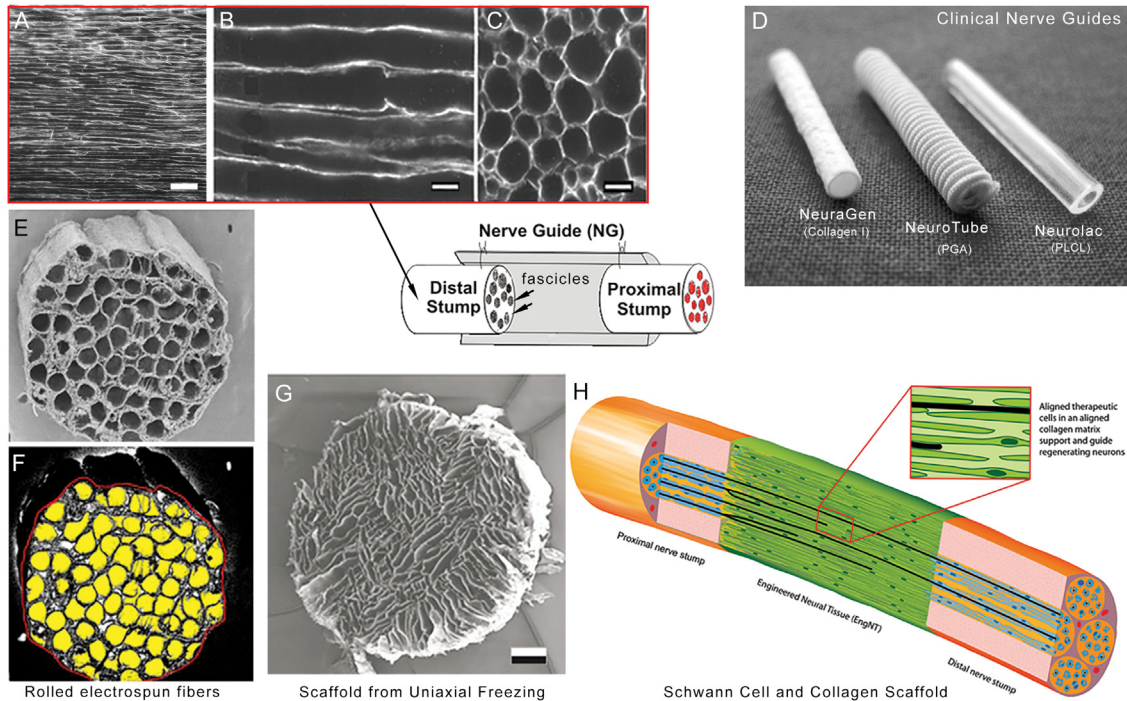 A
B
C
D
Clinical Nerve Guides
NeuraGen
(Collagen I)
NeuroTube
(PGA)
Neurolac
(PLCL)
E
Nerve Guide (NG)
fascicles
Distal
Stump
Proximal
Stump
F
Rolled electrospun fibers
G
Scaffold from Uniaxial Freezing
H
Aligned therapeutic
cells in an aligned
collagen matrix
support and guide
regenerating neurons
Proximal nerve stump
Engineered Neural Tissue (EngNT)
Distal nerve stump
Schwann Cell and Collagen Scaffold